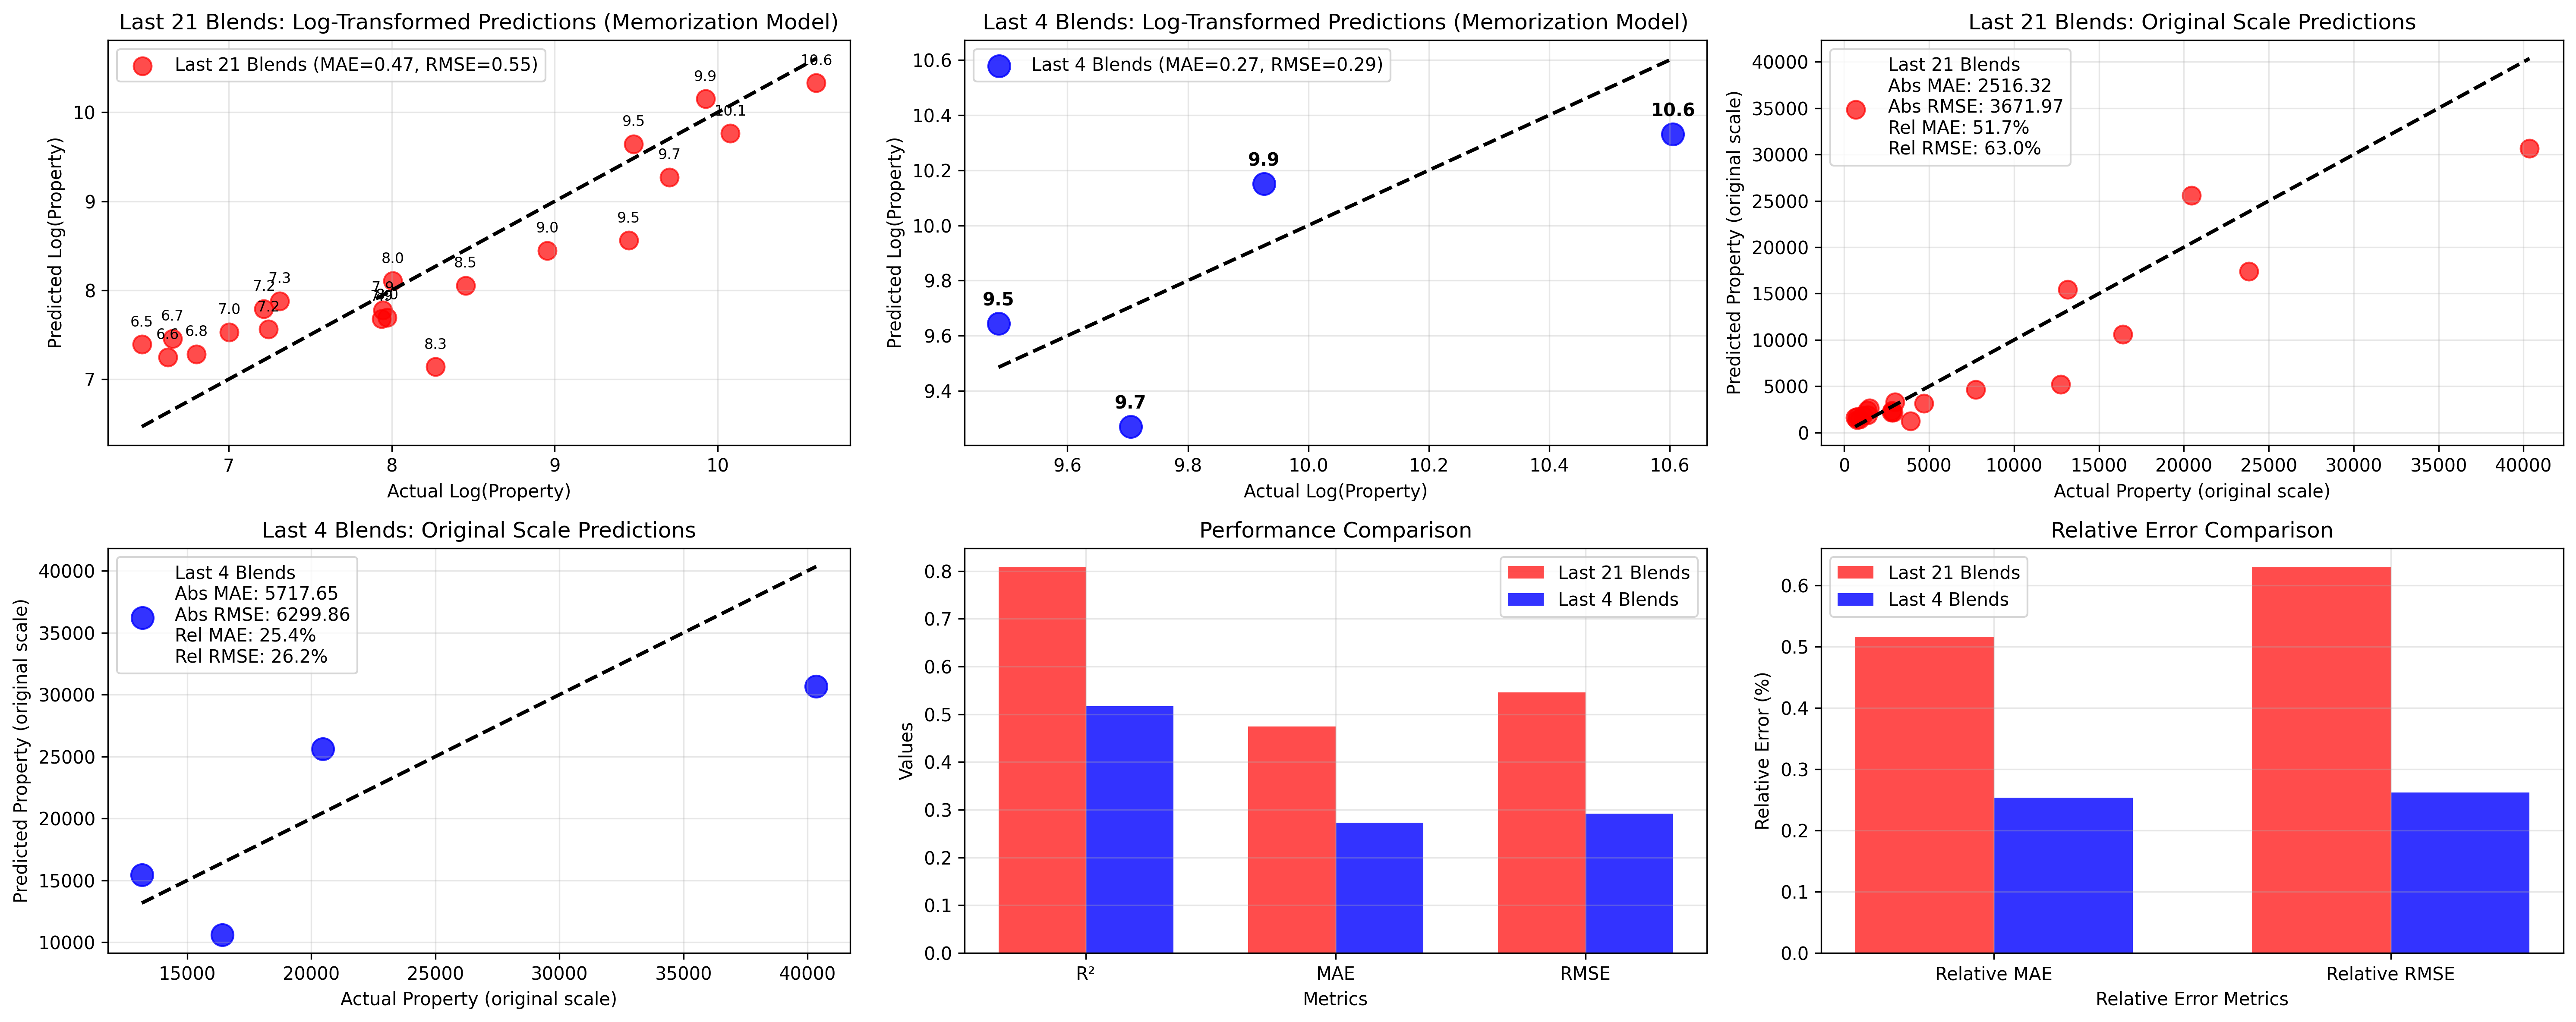 Last 21 Blends: Log-Transformed Predictions (Memorization Model)
Last 21 Blends (MAE=0.47, RMSE=0.55)
Predicted Log(Property)
10
9
8
7
6.5
6.6
6.7
6.8
7.0
7.2
7.2
7.3
7.9
8.0
8.3
8.5
9.0
9.5
9.5
9.7
9.9
10.1
10.6
7
8
9
10
Actual Log(Property)
Last 4 Blends: Log-Transformed Predictions (Memorization Model)
Last 4 Blends (MAE=0.27, RMSE=0.29)
Predicted Log(Property)
10.6
10.4
10.2
10.0
9.8
9.6
9.4
9.5
9.7
9.9
10.6
9.6
9.8
10.0
10.2
10.4
10.6
Actual Log(Property)
Last 21 Blends: Original Scale Predictions
Last 21 Blends
Abs MAE: 2516.32
Abs RMSE: 3671.97
Rel MAE: 51.7%
Rel RMSE: 63.0%
Predicted Property (original scale)
40000
35000
30000
25000
20000
15000
10000
5000
0
0
5000
10000
15000
20000
25000
30000
35000
40000
Actual Property (original scale)
Last 4 Blends: Original Scale Predictions
Last 4 Blends
Abs MAE: 5717.65
Abs RMSE: 6299.86
Rel MAE: 25.4%
Rel RMSE: 26.2%
Predicted Property (original scale)
40000
35000
30000
25000
20000
15000
10000
15000
20000
25000
30000
35000
40000
Actual Property (original scale)
Performance Comparison
Last 21 Blends
Last 4 Blends
Values
0.8
0.7
0.6
0.5
0.4
0.3
0.2
0.1
0.0
R²
MAE
RMSE
Metrics
Relative Error Comparison
Last 21 Blends
Last 4 Blends
Relative Error (%)
0.6
0.5
0.4
0.3
0.2
0.1
0.0
Relative MAE
Relative RMSE
Relative Error Metrics